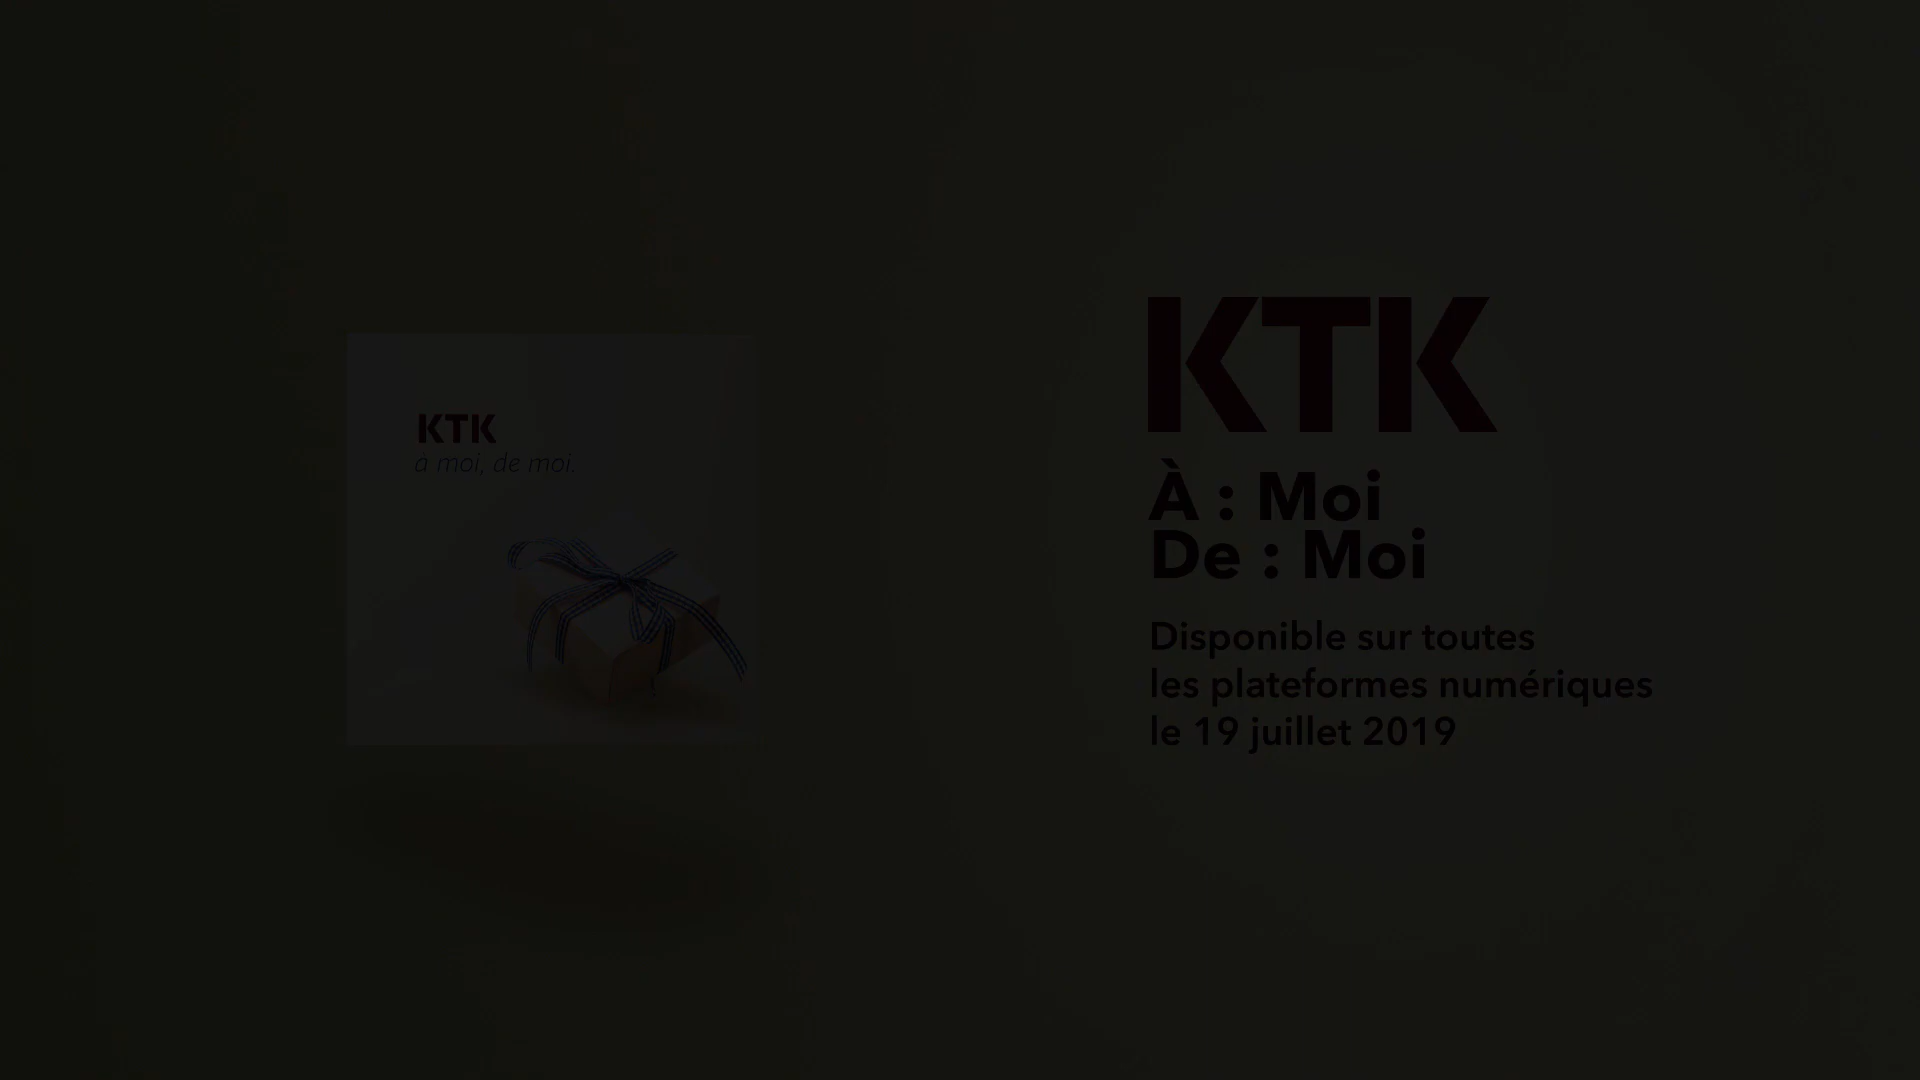 KTK
à moi, de moi.
KTK
À : Moi
De : Moi
Disponible sur toutes
les plateformes numériques
le 19 juillet 2019